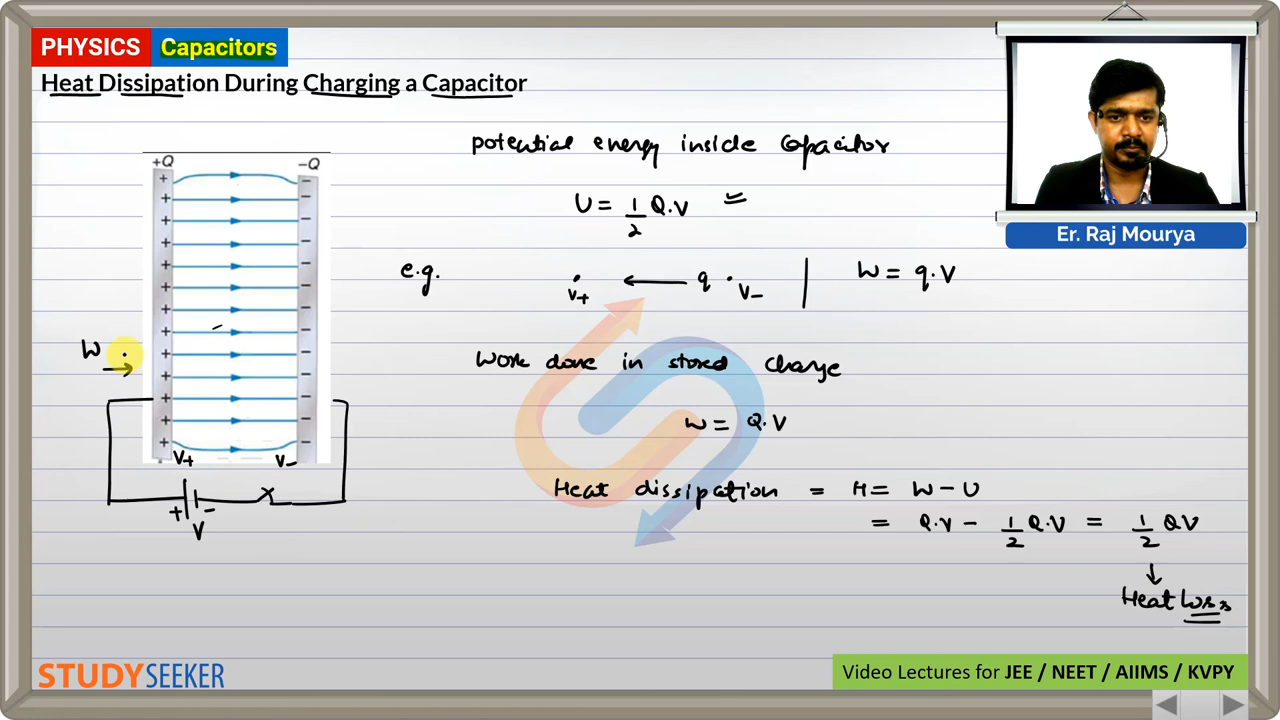 PHYSICS Capacitors
Heat Dissipation During Charging a Capacitor
+Q -Q
potential energy inside Capacitor
U = 1/2 Q.V
e.g. V+ ← q V- | W = q.V
W →
Work done in stored charge
W = Q.V
V+ V-
+ -
V
Heat dissipation = H = W - U
= Q.V - 1/2 Q.V = 1/2 QV
↓
Heat Loss
Er. Raj Mourya
STUDYSEEKER
Video Lectures for JEE / NEET / AIIMS / KVPY